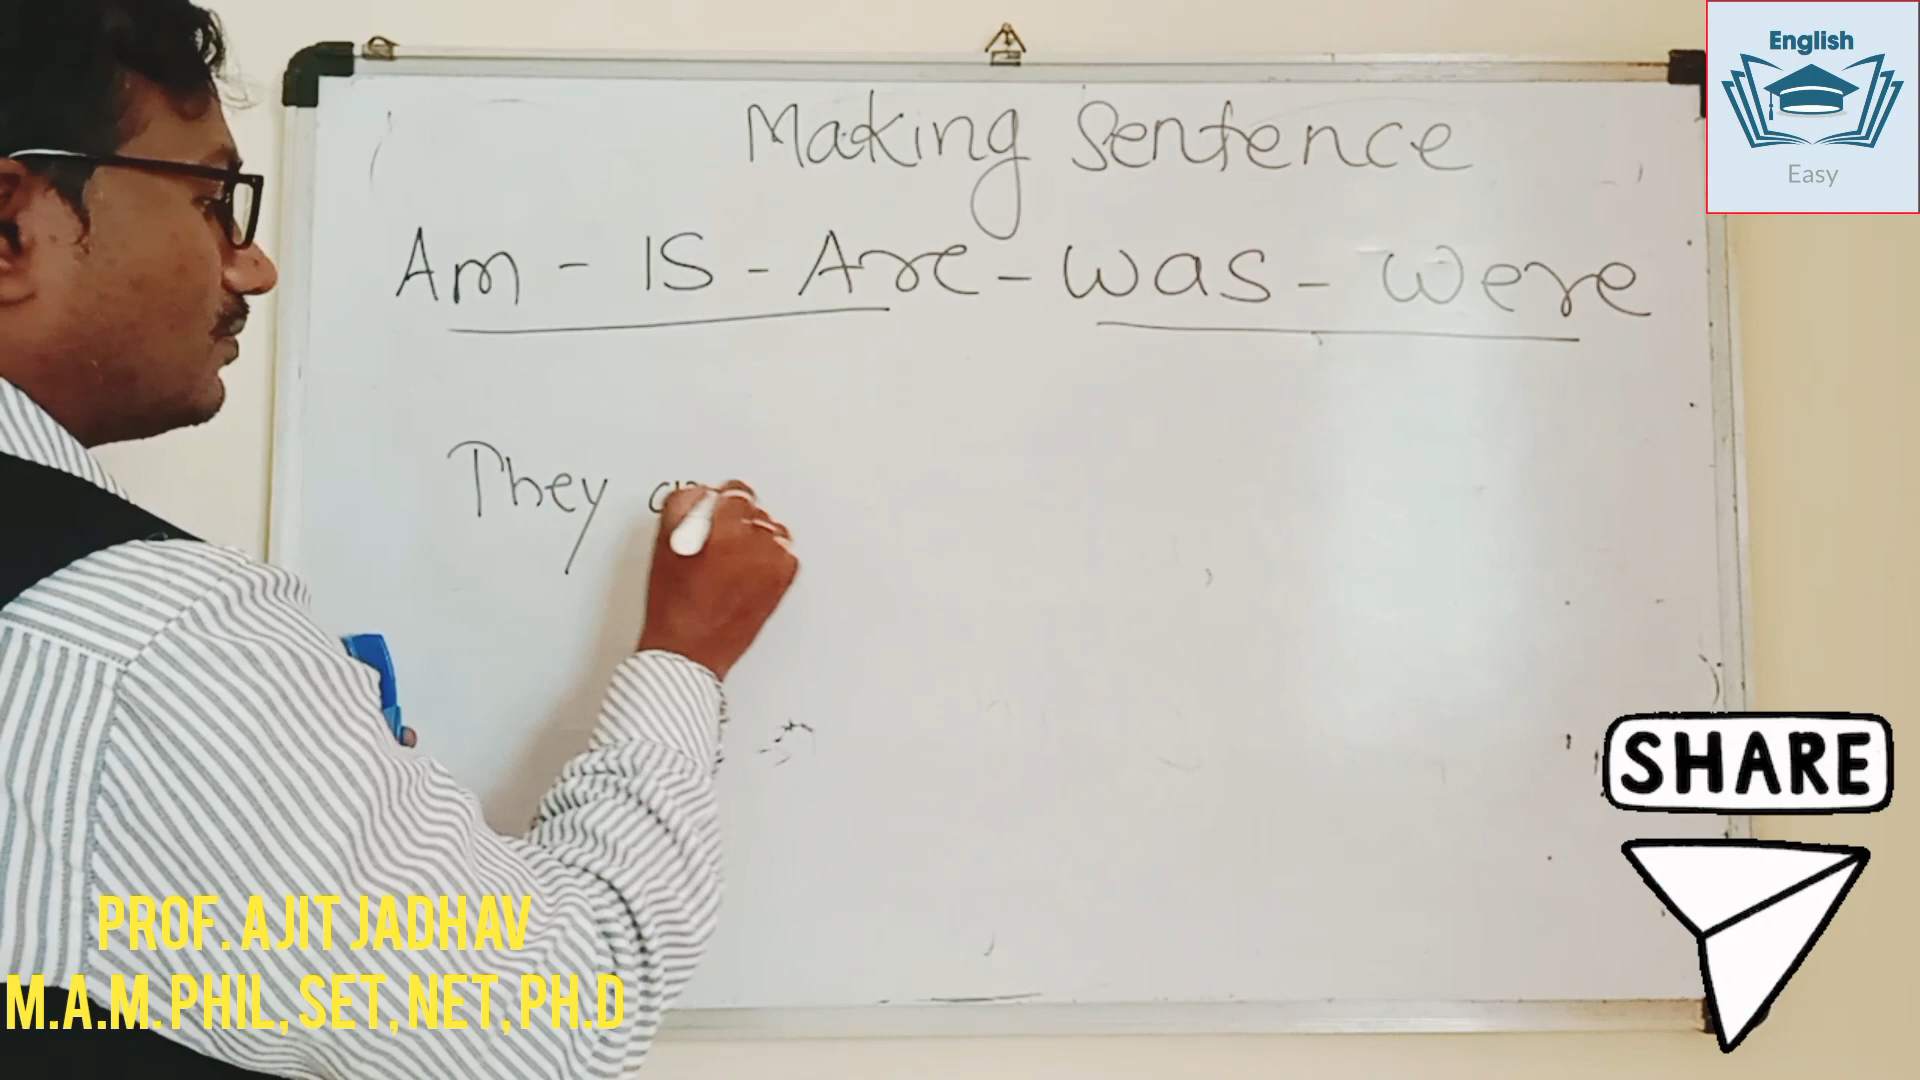 English
Easy
Making Sentence
Am - IS - Are - Was - Were
They
SHARE
PROF. AJIT JADHAV
M.A.M. PHIL, SET, NET, PH.D